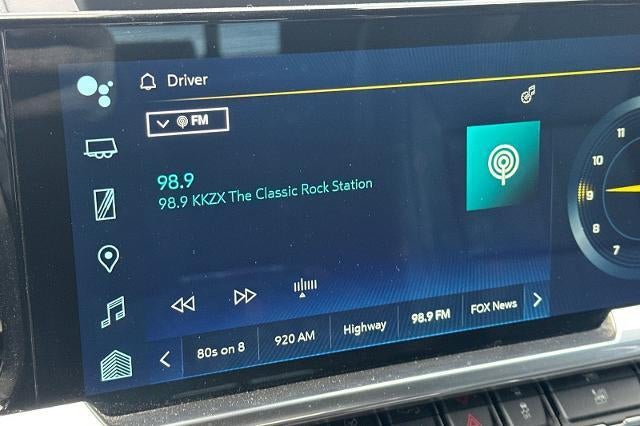 Driver
FM
98.9
98.9 KKZX The Classic Rock Station
80s on 8 920 AM Highway 98.9 FM FOX News
11
10
9
8
7